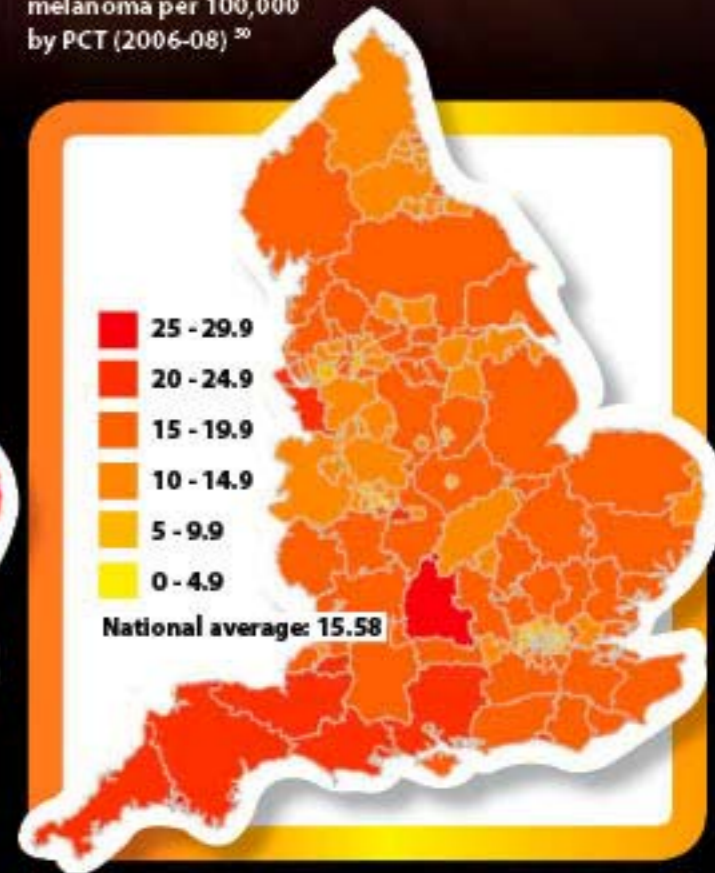 melanoma per 100,000
by PCT (2006-08) 30
25 - 29.9
20 - 24.9
15 - 19.9
10 - 14.9
5 - 9.9
0 - 4.9
National average: 15.58